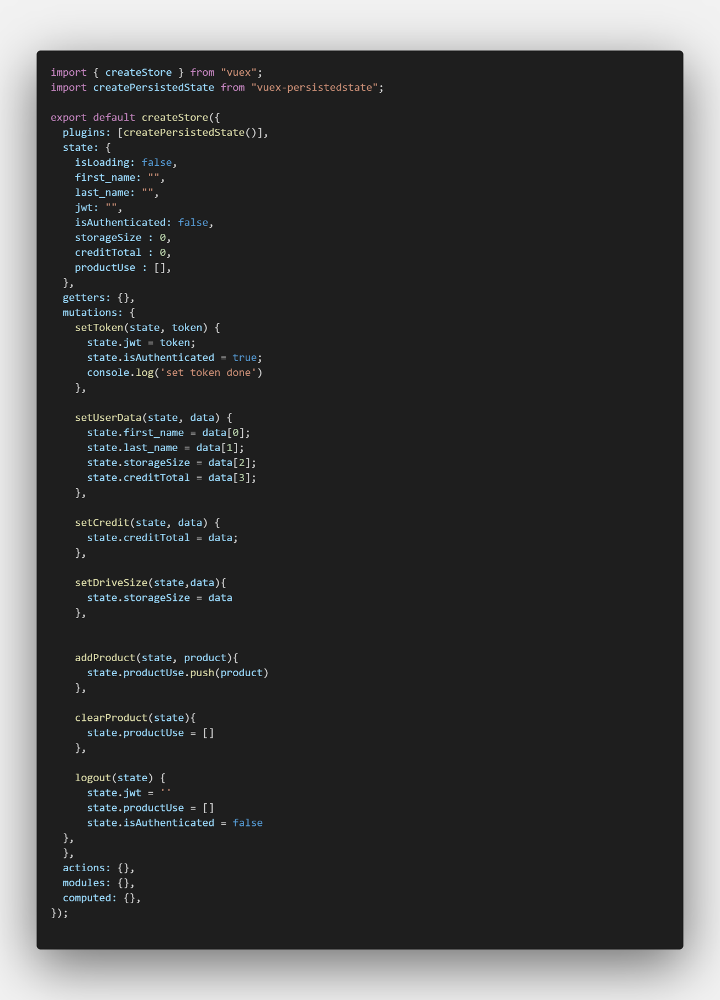 import { createStore } from "vuex";
import createPersistedState from "vuex-persistedstate";

export default createStore({
  plugins: [createPersistedState()],
  state: {
    isLoading: false,
    first_name: "",
    last_name: "",
    jwt: "",
    isAuthenticated: false,
    storageSize : 0,
    creditTotal : 0,
    productUse : [],
  },
  getters: {},
  mutations: {
    setToken(state, token) {
      state.jwt = token;
      state.isAuthenticated = true;
      console.log('set token done')
    },

    setUserData(state, data) {
      state.first_name = data[0];
      state.last_name = data[1];
      state.storageSize = data[2];
      state.creditTotal = data[3];
    },

    setCredit(state, data) {
      state.creditTotal = data;
    },

    setDriveSize(state,data){
      state.storageSize = data
    },


    addProduct(state, product){
      state.productUse.push(product)
    },

    clearProduct(state){
      state.productUse = []
    },

    logout(state) {
      state.jwt = ''
      state.productUse = []
      state.isAuthenticated = false
  },
  },
  actions: {},
  modules: {},
  computed: {},
});